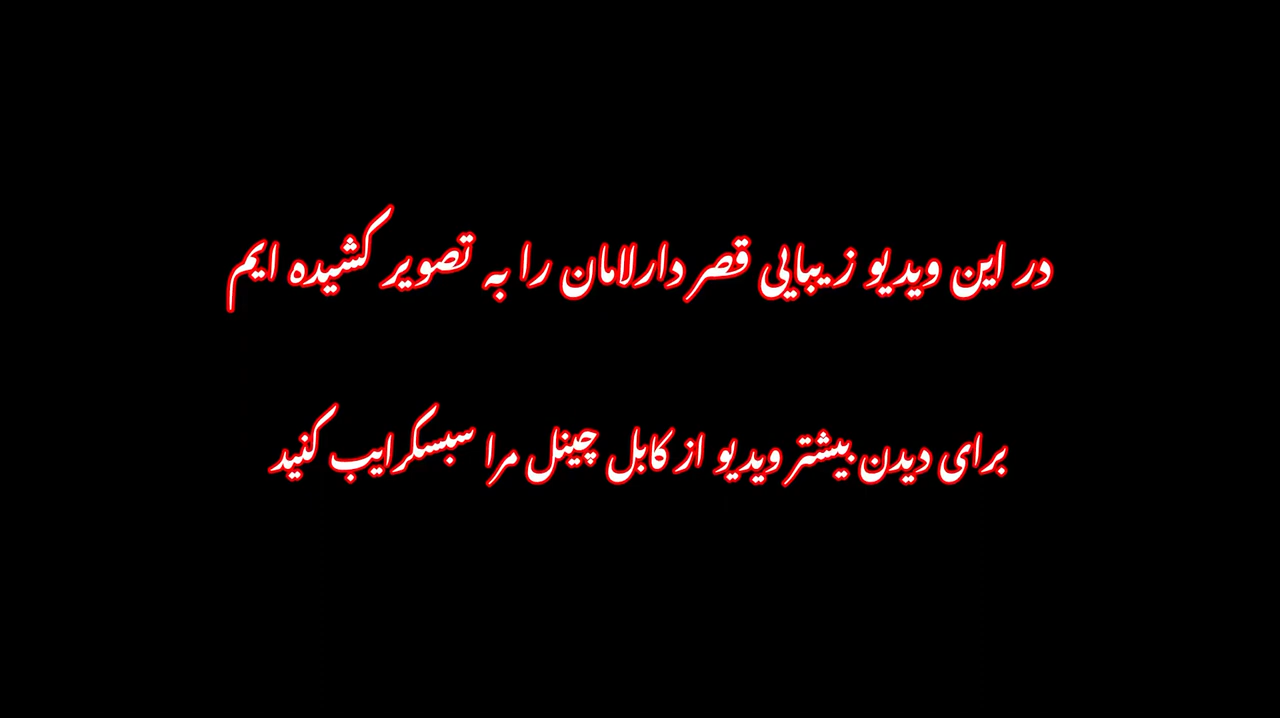 در این ویدیو زیبایی قصر دارلامان را به تصویر کشیده ایم
برای دیدن بیشتر ویدیو از کابل چینل مرا سبسکرایب کنید